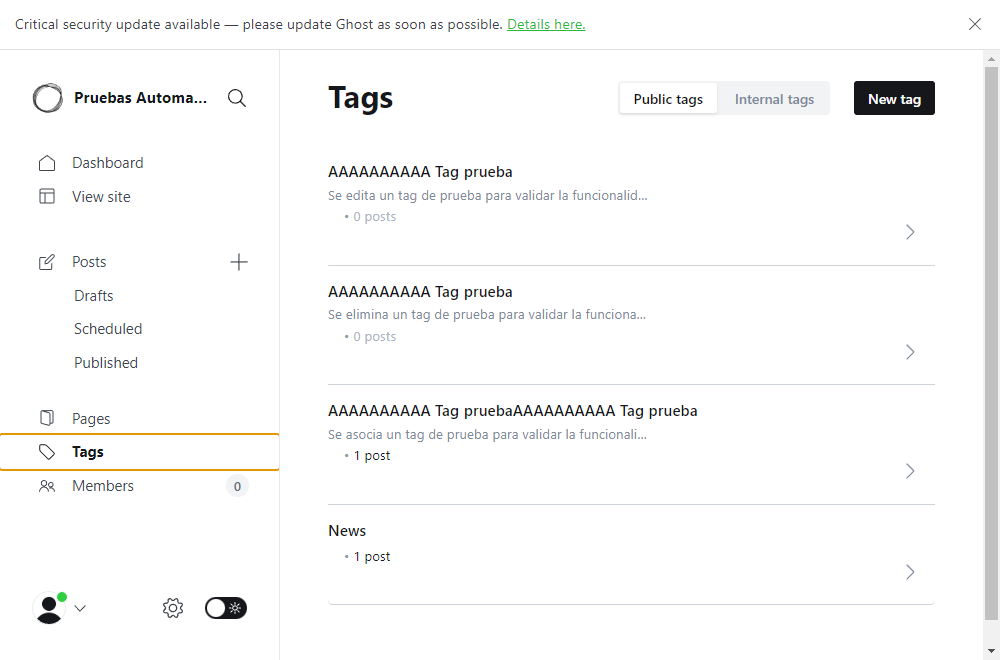 Critical security update available — please update Ghost as soon as possible. Details here.
Pruebas Automa...
Dashboard
View site
Posts
Drafts
Scheduled
Published
Pages
Tags
Members
0
Tags
Public tags
Internal tags
New tag
AAAAAAAAAA Tag prueba
Se edita un tag de prueba para validar la funcionalid...
• 0 posts
AAAAAAAAAA Tag prueba
Se elimina un tag de prueba para validar la funciona...
• 0 posts
AAAAAAAAAA Tag pruebaAAAAAAAAAA Tag prueba
Se asocia un tag de prueba para validar la funcionali...
• 1 post
News
• 1 post